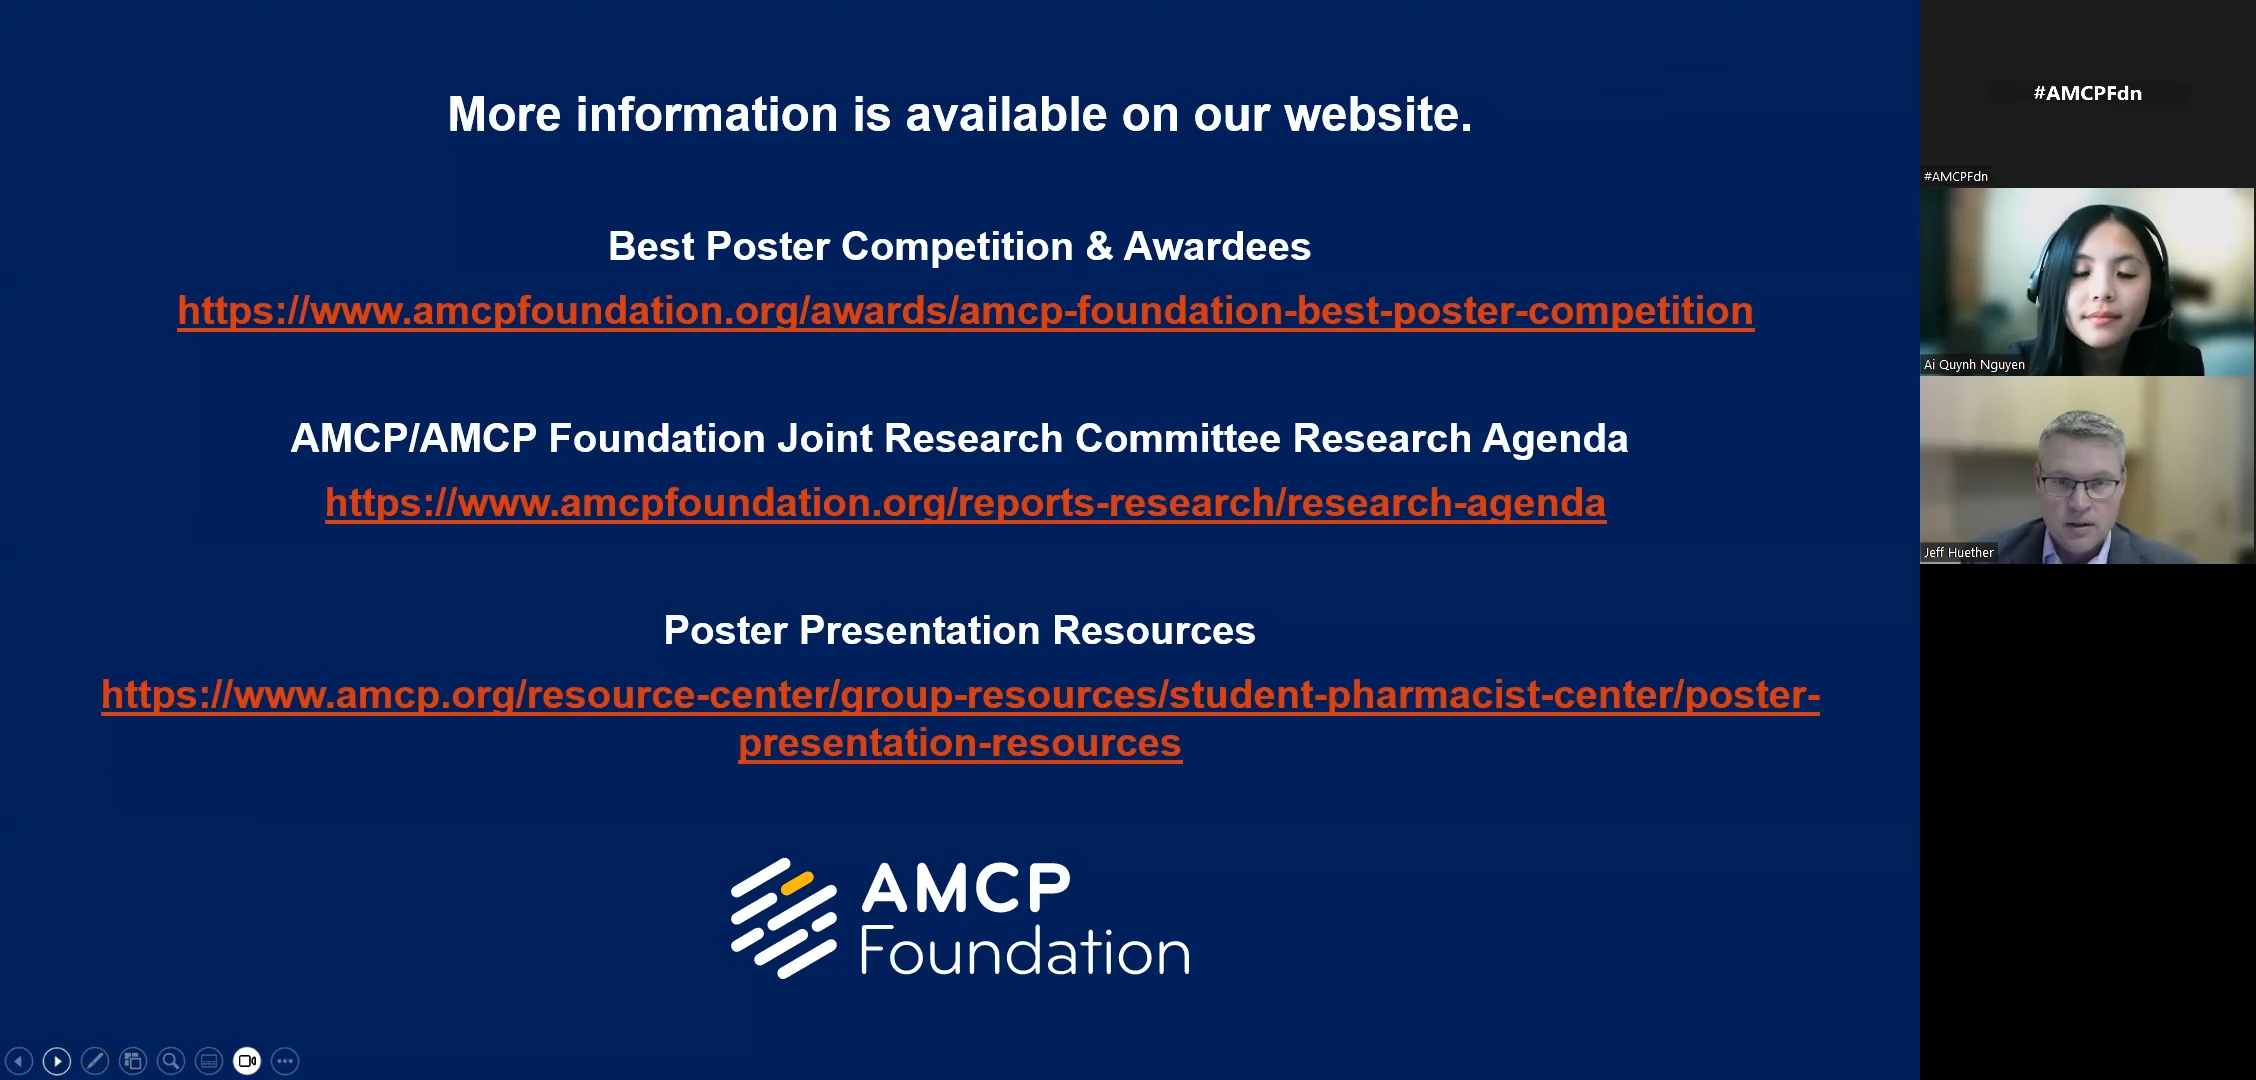 More information is available on our website.
Best Poster Competition & Awardees
https://www.amcpfoundation.org/awards/amcp-foundation-best-poster-competition
AMCP/AMCP Foundation Joint Research Committee Research Agenda
https://www.amcpfoundation.org/reports-research/research-agenda
Poster Presentation Resources
https://www.amcp.org/resource-center/group-resources/student-pharmacist-center/poster-
presentation-resources
AMCP
Foundation
#AMCPFdn
#AMCPFdn
Ai Quynh Nguyen
Jeff Huether